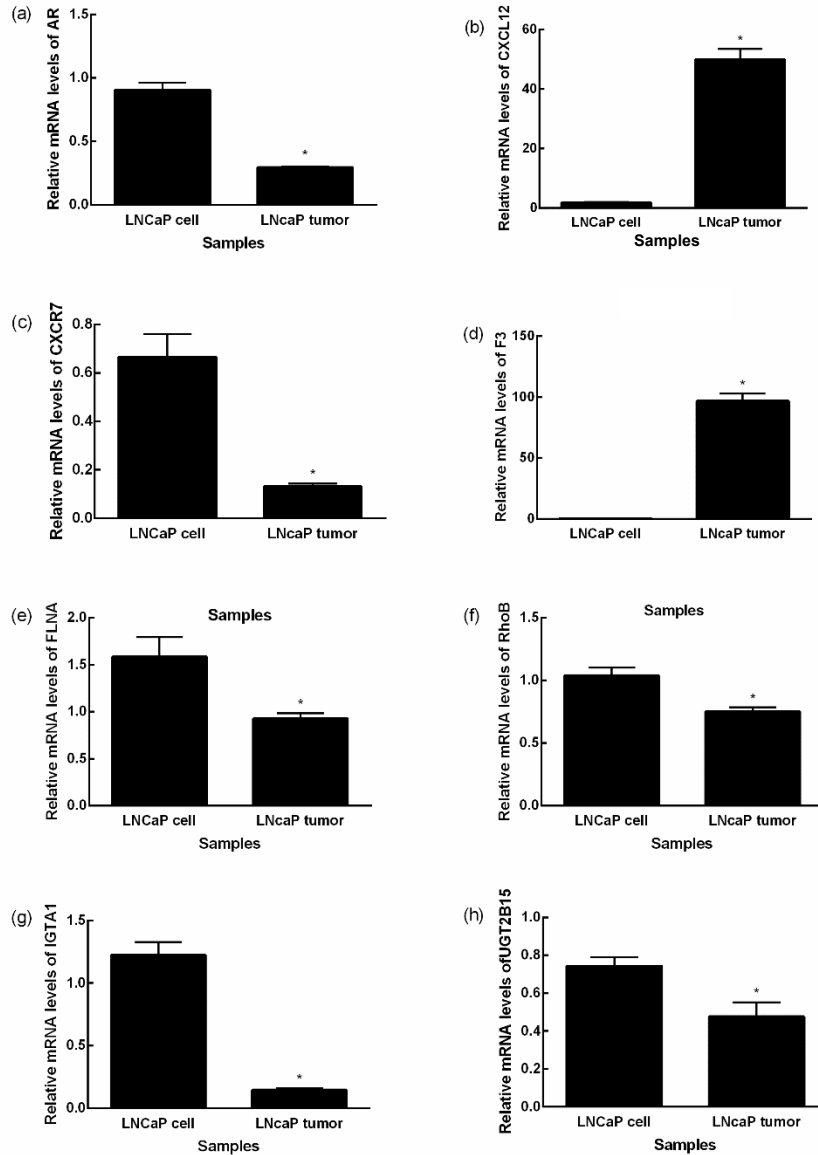 (a)
Relative mRNA levels of AR
1.5
1.0
0.5
0.0
*
LNCaP cell LNcaP tumor
Samples
(b)
Relative mRNA levels of CXCL12
60
40
20
0
*
LNCaP cell LNcaP tumor
Samples
(c)
Relative mRNA levels of CXCR7
0.8
0.6
0.4
0.2
0.0
*
LNCaP cell LNcaP tumor
Samples
(d)
Relative mRNA levels of F3
150
100
50
0
*
LNCaP cell LNcaP tumor
Samples
(e)
Relative mRNA levels of FLNA
2.0
1.5
1.0
0.5
0.0
*
LNCaP cell LNcaP tumor
Samples
(f)
Relative mRNA levels of RhoB
1.5
1.0
0.5
0.0
*
LNCaP cell LNcaP tumor
Samples
(g)
Relative mRNA levels of IGTA1
1.5
1.0
0.5
0.0
*
LNCaP cell LNcaP tumor
Samples
(h)
Relative mRNA levels ofUGT2B15
1.0
0.8
0.6
0.4
0.2
0.0
*
LNCaP cell LNcaP tumor
Samples